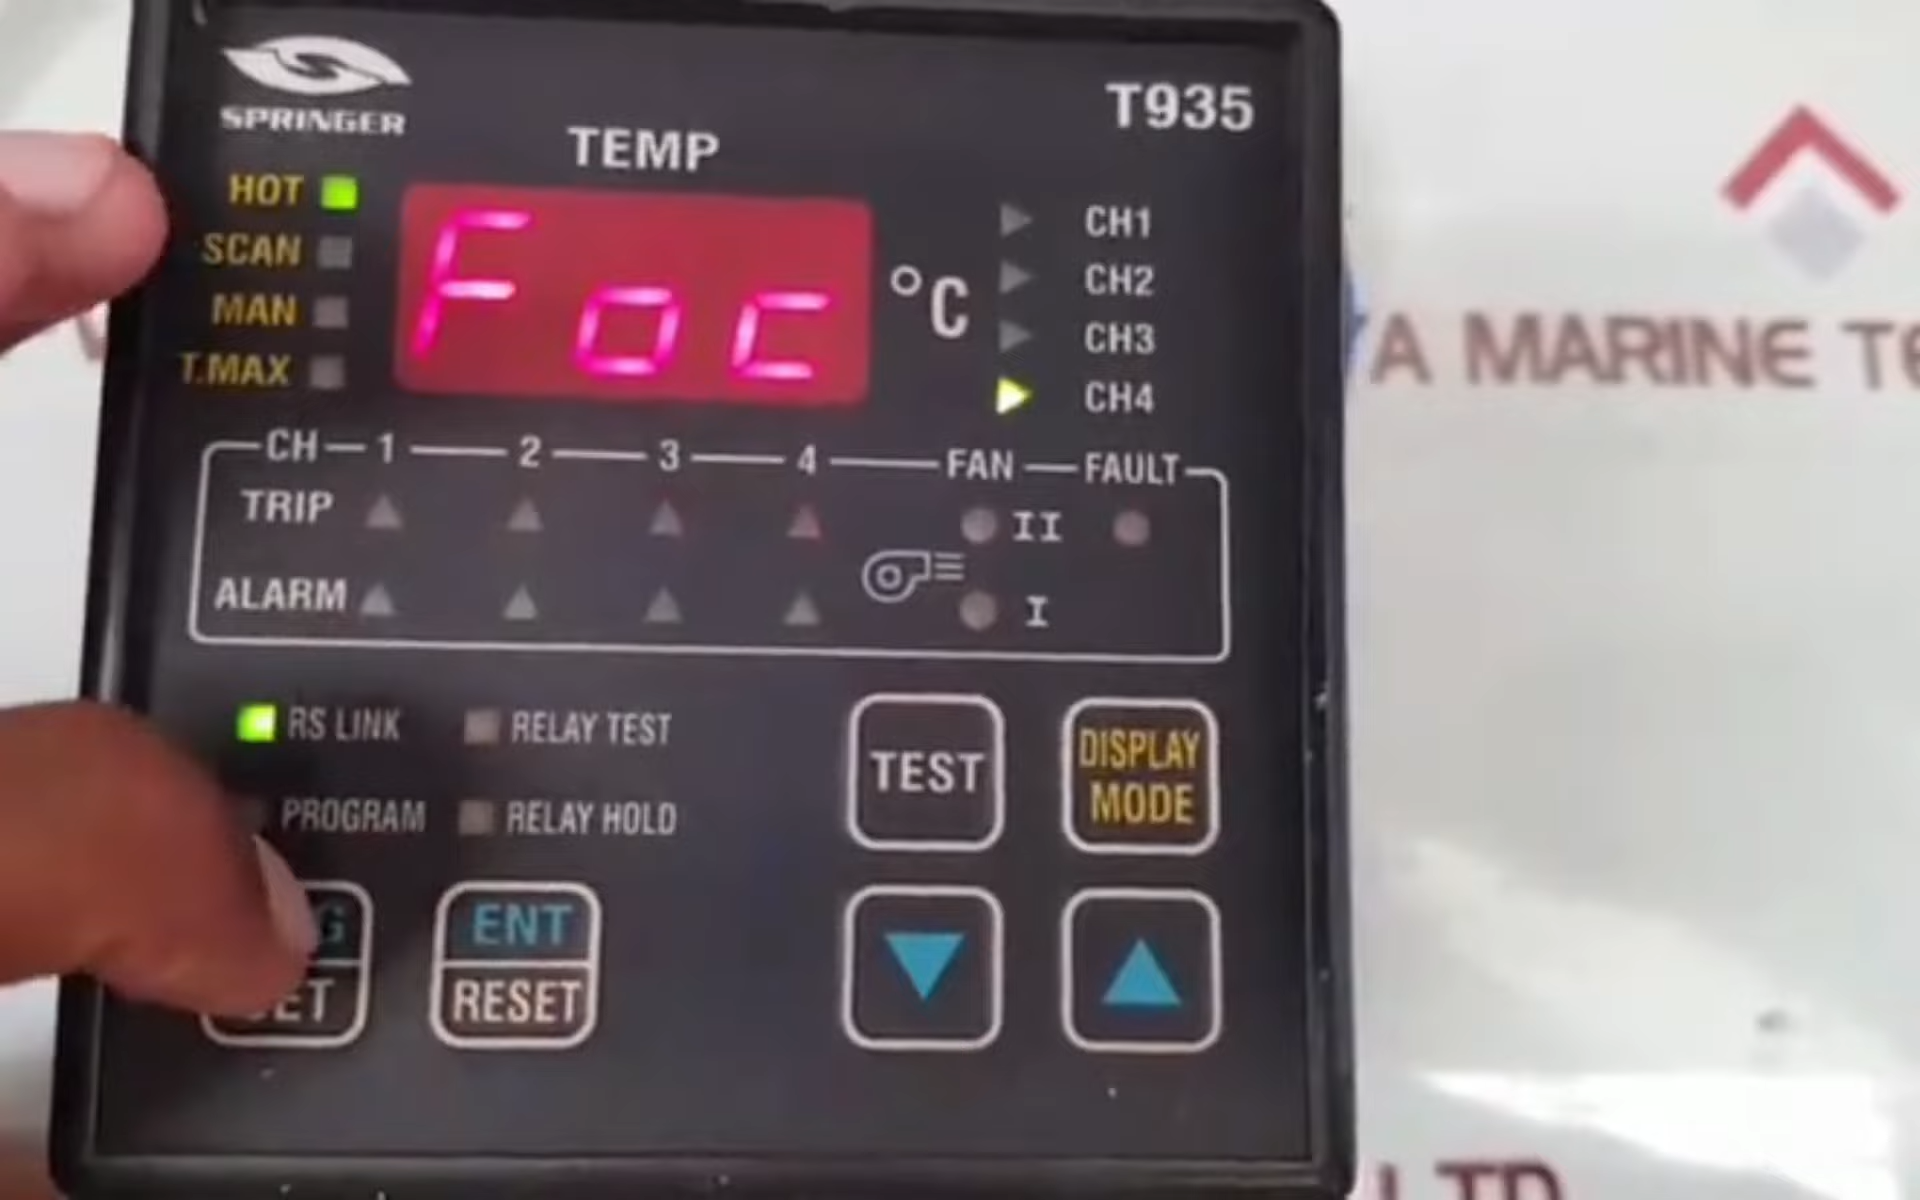 SPRINGER
T935
TEMP
HOT
SCAN
MAN
T.MAX
Foc
°C
CH1
CH2
CH3
CH4
CH 1 2 3 4 FAN FAULT
TRIP II
ALARM I
RS LINK RELAY TEST
PROGRAM RELAY HOLD
TEST
DISPLAY
MODE
ENT
RESET
MARINE
LTD